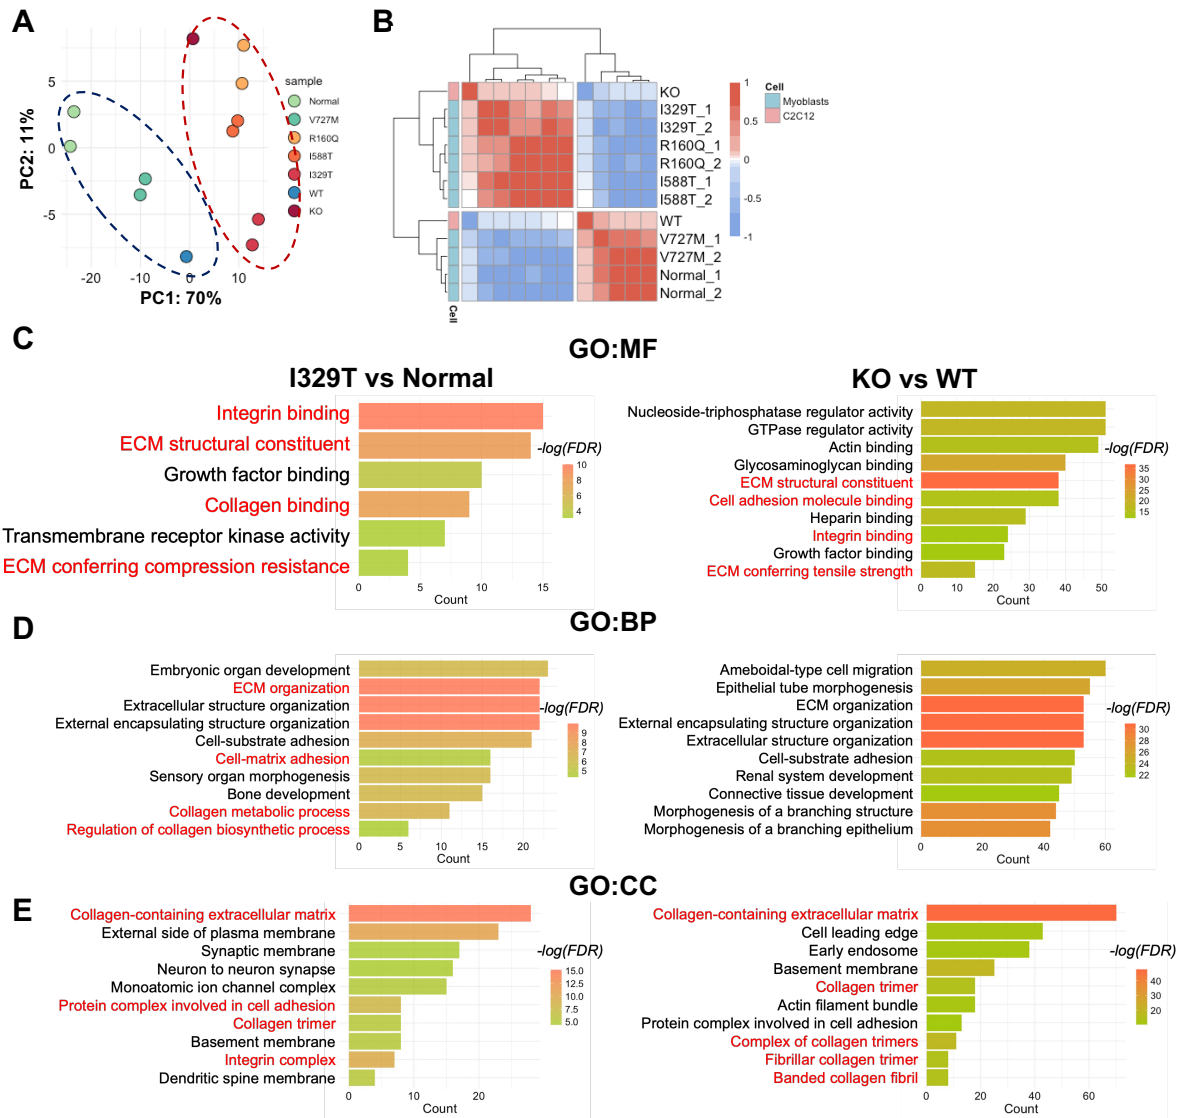 A
B
PC2: 11%
5
0
-5
-20
-10
0
10
PC1: 70%
sample
Normal
V727M
R160Q
I588T
I329T
WT
KO
KO
I329T_1
I329T_2
R160Q_1
R160Q_2
I588T_1
I588T_2
WT
V727M_1
V727M_2
Normal_1
Normal_2
Cell
1
0.5
0
-0.5
-1
Cell
Myoblasts
C2C12
C
GO:MF
I329T vs Normal
KO vs WT
Integrin binding
ECM structural constituent
Growth factor binding
Collagen binding
Transmembrane receptor kinase activity
ECM conferring compression resistance
0 5 10 15
Count
-log(FDR)
10
8
6
4
Nucleoside-triphosphatase regulator activity
GTPase regulator activity
Actin binding
Glycosaminoglycan binding
ECM structural constituent
Cell adhesion molecule binding
Heparin binding
Integrin binding
Growth factor binding
ECM conferring tensile strength
0 10 20 30 40 50
Count
-log(FDR)
35
30
25
20
15
D
GO:BP
Embryonic organ development
ECM organization
Extracellular structure organization
External encapsulating structure organization
Cell-substrate adhesion
Cell-matrix adhesion
Sensory organ morphogenesis
Bone development
Collagen metabolic process
Regulation of collagen biosynthetic process
0 5 10 15 20
Count
-log(FDR)
9
8
7
6
5
Ameboidal-type cell migration
Epithelial tube morphogenesis
ECM organization
External encapsulating structure organization
Extracellular structure organization
Cell-substrate adhesion
Renal system development
Connective tissue development
Morphogenesis of a branching structure
Morphogenesis of a branching epithelium
0 20 40 60
Count
-log(FDR)
30
28
26
24
22
E
GO:CC
Collagen-containing extracellular matrix
External side of plasma membrane
Synaptic membrane
Neuron to neuron synapse
Monoatomic ion channel complex
Protein complex involved in cell adhesion
Collagen trimer
Basement membrane
Integrin complex
Dendritic spine membrane
0 10 20
Count
-log(FDR)
15.0
12.5
10.0
7.5
5.0
Collagen-containing extracellular matrix
Cell leading edge
Early endosome
Basement membrane
Collagen trimer
Actin filament bundle
Protein complex involved in cell adhesion
Complex of collagen trimers
Fibrillar collagen trimer
Banded collagen fibril
0 20 40 60
Count
-log(FDR)
40
30
20